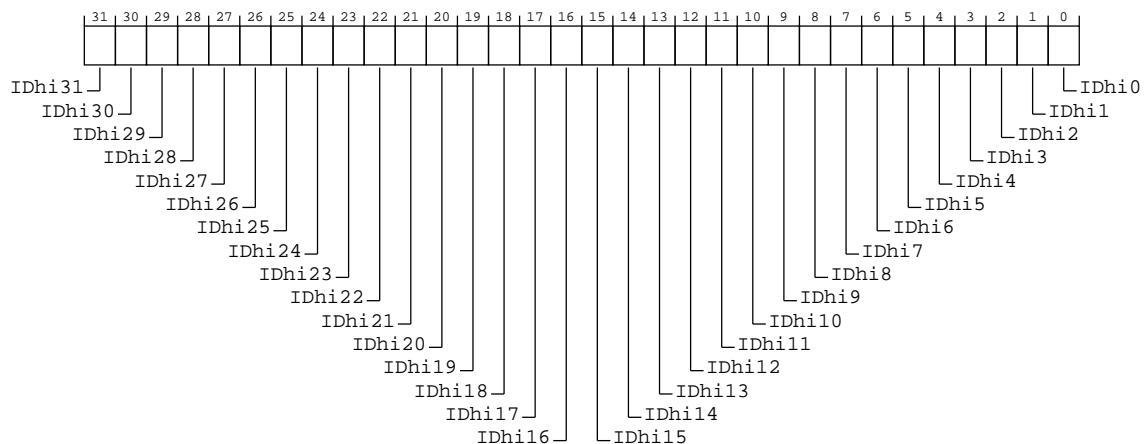 31 30 29 28 27 26 25 24 23 22 21 20 19 18 17 16 15 14 13 12 11 10 9 8 7 6 5 4 3 2 1 0
IDhi31 IDhi0
IDhi30 IDhi1
IDhi29 IDhi2
IDhi28 IDhi3
IDhi27 IDhi4
IDhi26 IDhi5
IDhi25 IDhi6
IDhi24 IDhi7
IDhi23 IDhi8
IDhi22 IDhi9
IDhi21 IDhi10
IDhi20 IDhi11
IDhi19 IDhi12
IDhi18 IDhi13
IDhi17 IDhi14
IDhi16 IDhi15